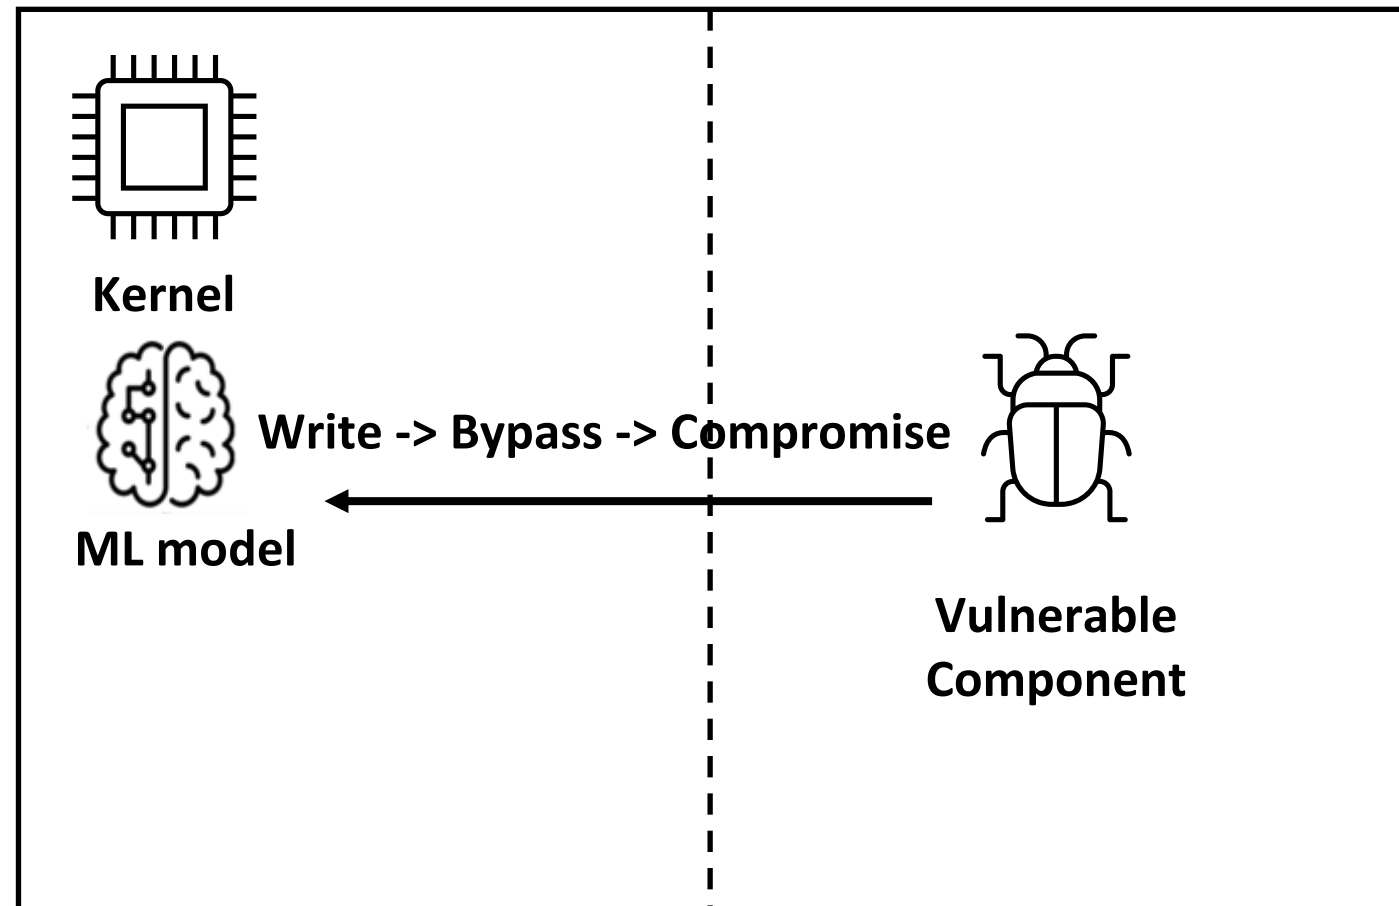 Kernel
Write -> Bypass -> Compromise
ML model
Vulnerable
Component